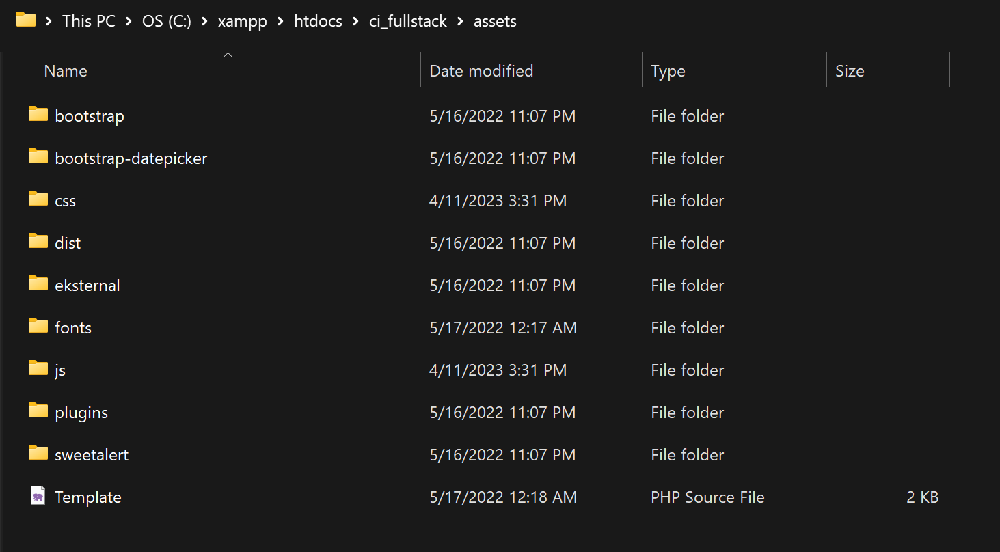 This PC > OS (C:) > xampp > htdocs > ci_fullstack > assets
Name Date modified Type Size
bootstrap 5/16/2022 11:07 PM File folder
bootstrap-datepicker 5/16/2022 11:07 PM File folder
css 4/11/2023 3:31 PM File folder
dist 5/16/2022 11:07 PM File folder
eksternal 5/16/2022 11:07 PM File folder
fonts 5/17/2022 12:17 AM File folder
js 4/11/2023 3:31 PM File folder
plugins 5/16/2022 11:07 PM File folder
sweetalert 5/16/2022 11:07 PM File folder
Template 5/17/2022 12:18 AM PHP Source File 2 KB